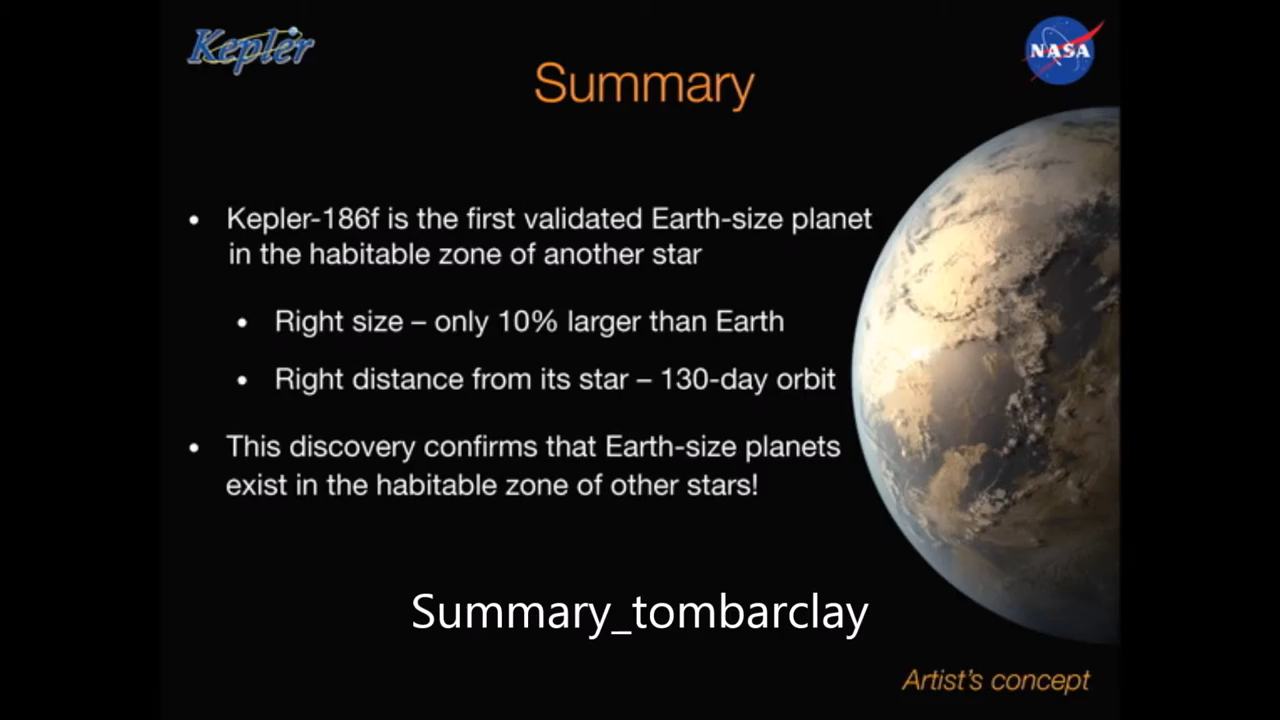 Kepler
NASA
Summary
• Kepler-186f is the first validated Earth-size planet
in the habitable zone of another star
• Right size – only 10% larger than Earth
• Right distance from its star – 130-day orbit
• This discovery confirms that Earth-size planets
exist in the habitable zone of other stars!
Summary_tombarclay
Artist's concept